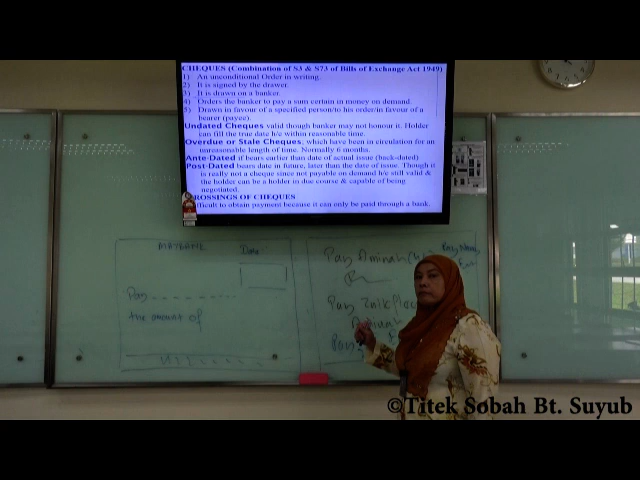 CHEQUES (Combination of S3 & S73 of Bills of Exchange Act 1949)
1) An unconditional Order in writing.
2) It is signed by the drawer.
3) It is drawn on a banker.
4) Orders the banker to pay a sum certain in money on demand.
5) Drawn in favour of a specified person/to his order/in favour of a
bearer (payee).
Undated Cheques valid though banker may not honour it. Holder
can fill the true date h/e within reasonable time.
Overdue or Stale Cheques, which have been in circulation for an
unreasonable length of time. Normally 6 months.
Ante-Dated if bears earlier than date of actual issue (back-dated)
Post-Dated bears date in future, later than the date of issue. Though it
is really not a cheque since not payable on demand h/e still valid &
the holder can be a holder in due course & capable of being
negotiated.
ROSSINGS OF CHEQUES
fficult to obtain payment because it can only be paid through a bank.
MAYBANK Date
Pay
the amount of
Pay Aminah
Pay
Pay
©Titek Sobah Bt. Suyub